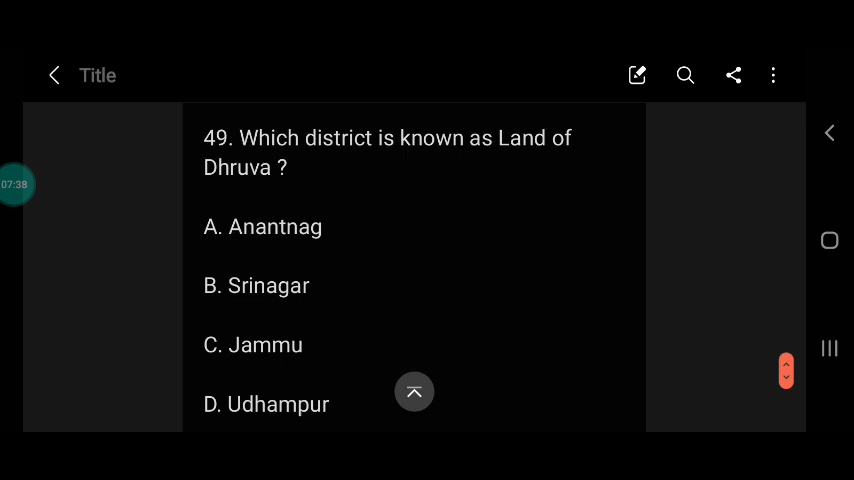 Title
07:38
49. Which district is known as Land of
Dhruva ?
A. Anantnag
B. Srinagar
C. Jammu
D. Udhampur